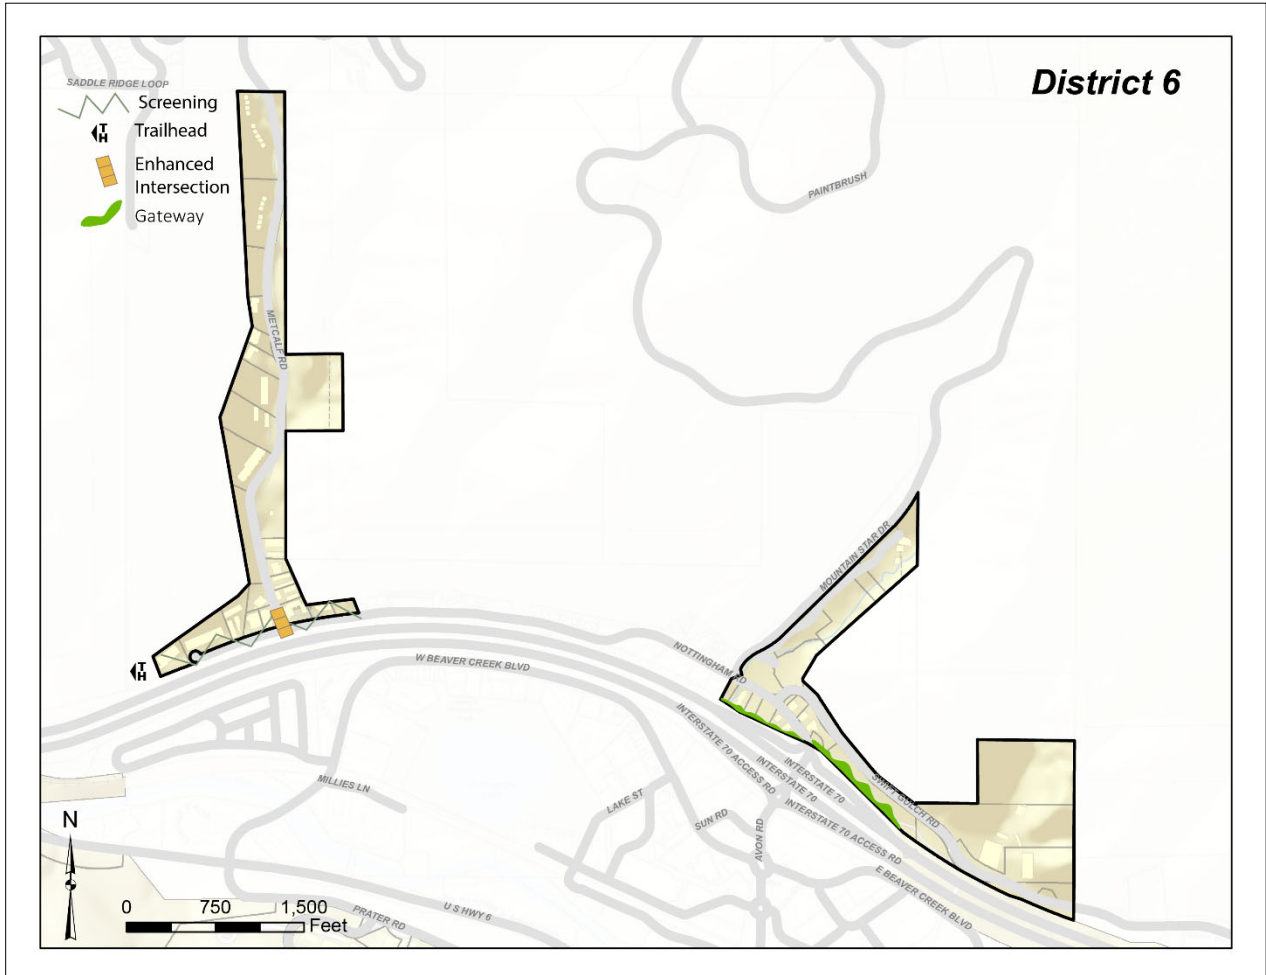 District 6
SADDLE RIDGE LOOP
Screening
T
H
Trailhead
Enhanced
Intersection
Gateway
PAINTBRUSH
METCALF RD
MOUNTAIN STAR DR
T
H
W BEAVER CREEK BLVD
NOTTINGHAM RD
INTERSTATE 70 ACCESS RD
INTERSTATE 70
INTERSTATE 70
SWIFT GULCH RD
MILLIES LN
LAKE ST
SUN RD
AVON RD
INTERSTATE 70 ACCESS RD
E BEAVER CREEK BLVD
N
U S HWY 6
PRATER RD
0 750 1,500
Feet